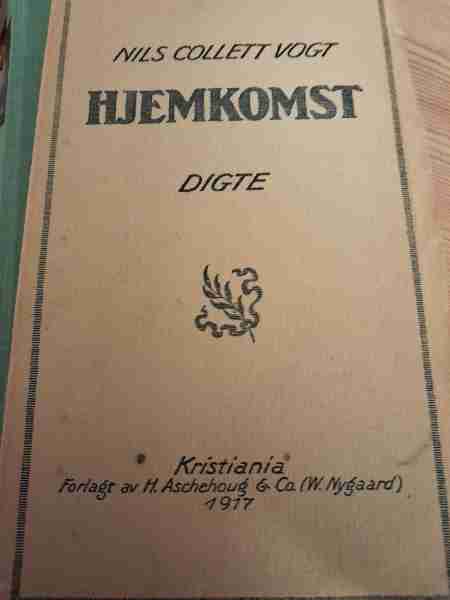 NILS COLLETT VOGT
HJEMKOMST
DIGTE
Kristiania
Forlagt av H. Aschehoug & Co. (W. Nygaard)
1917